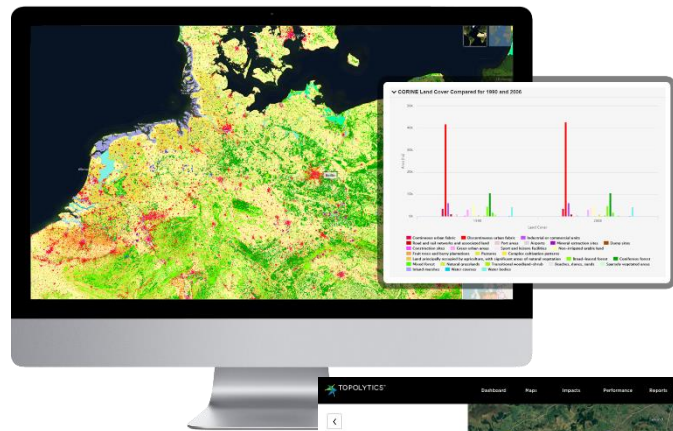 CORINE Land Cover Compared for 1990 and 2006
Land Cover
Continuous urban fabric Discontinuous urban fabric Industrial or commercial units
Road and rail networks and associated land Port areas Airports Mineral extraction sites Dump sites
Construction sites Green urban areas Sport and leisure facilities Non-irrigated arable land
Fruit trees and berry plantations Pastures Complex cultivation patterns
Land principally occupied by agriculture, with significant areas of natural vegetation Broad-leaved forest Coniferous forest
Mixed forest Natural grasslands Transitional woodland-shrub Beaches, dunes, sands Sparsely vegetated areas
Inland marshes Water courses Water bodies
TOPOLYTICS
Dashboard Maps Impacts Performance Reports